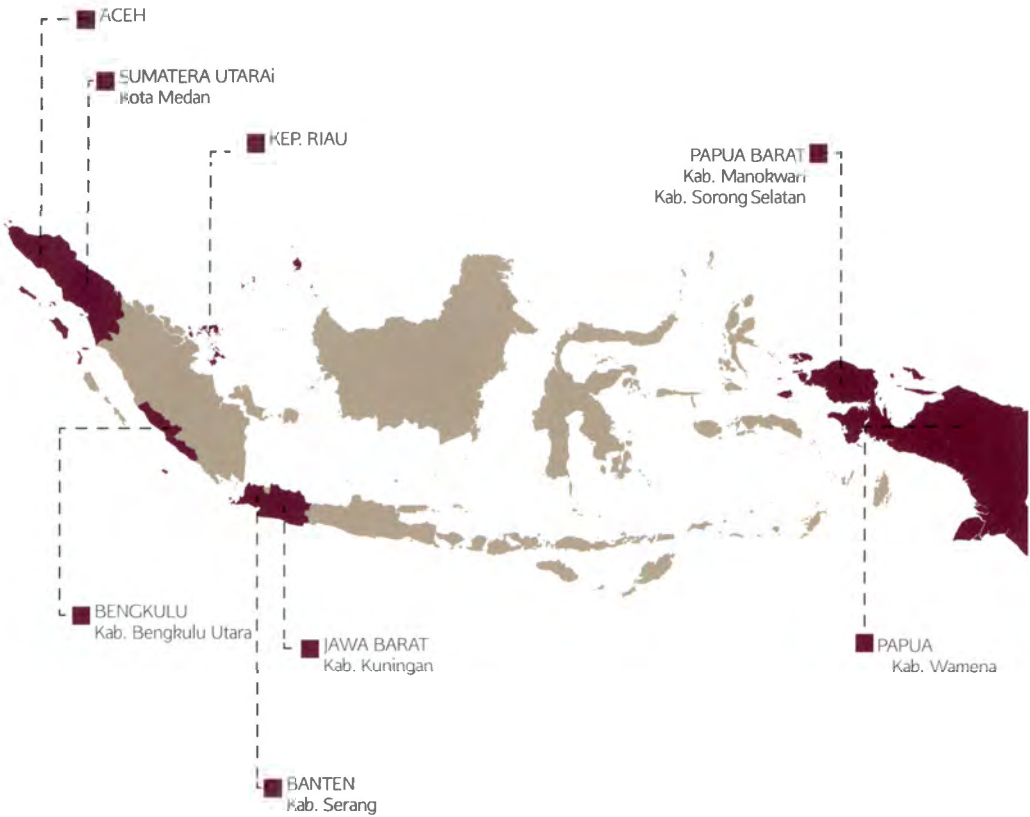 ACEH
SUMATERA UTARAi
Kota Medan
KEP. RIAU
PAPUA BARAT
Kab. Manokwari
Kab. Sorong Selatan
BENGKULU
Kab. Bengkulu Utara
JAWA BARAT
Kab. Kuningan
PAPUA
Kab. Wamena
BANTEN
Kab. Serang